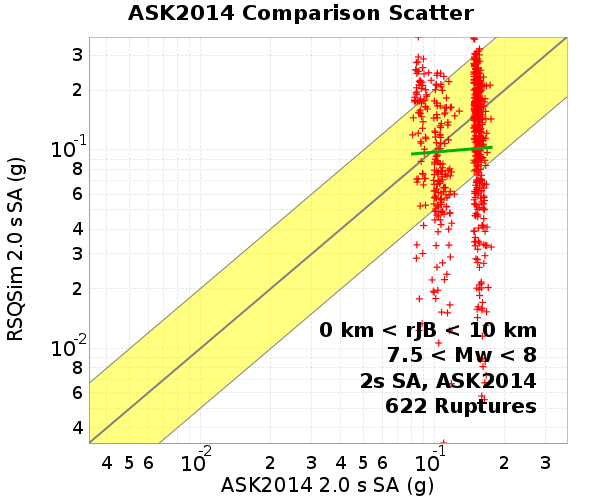 ASK2014 Comparison Scatter
RSQSim 2.0 s SA (g)
3
2
10-1
8
6
4
3
2
10-2
8
6
4
0 km < rJB < 10 km
7.5 < Mw < 8
2s SA, ASK2014
622 Ruptures
4 5 6 10-2 2 3 4 5 6 10-1 2 3
ASK2014 2.0 s SA (g)